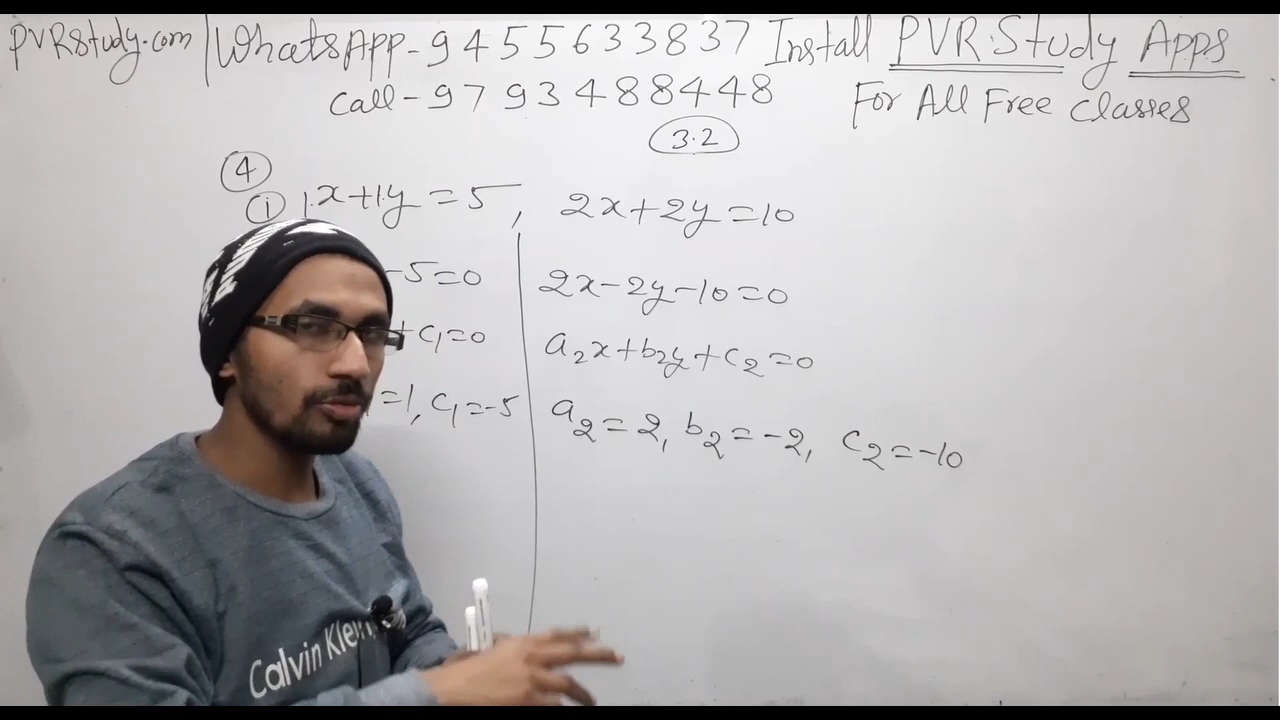 PVRStudy.com | WhatsApp-9455633837 Install PVR Study Apps
Call-9793488448 For All Free Classes
3.2
④
ⓘ 1.x+1.y=5, 2x+2y=10
-5=0 2x-2y-10=0
+c₁=0 a₂x+b₂y+c₂=0
=1, c₁=-5 a₂=2, b₂=-2, c₂=-10
Calvin Klein